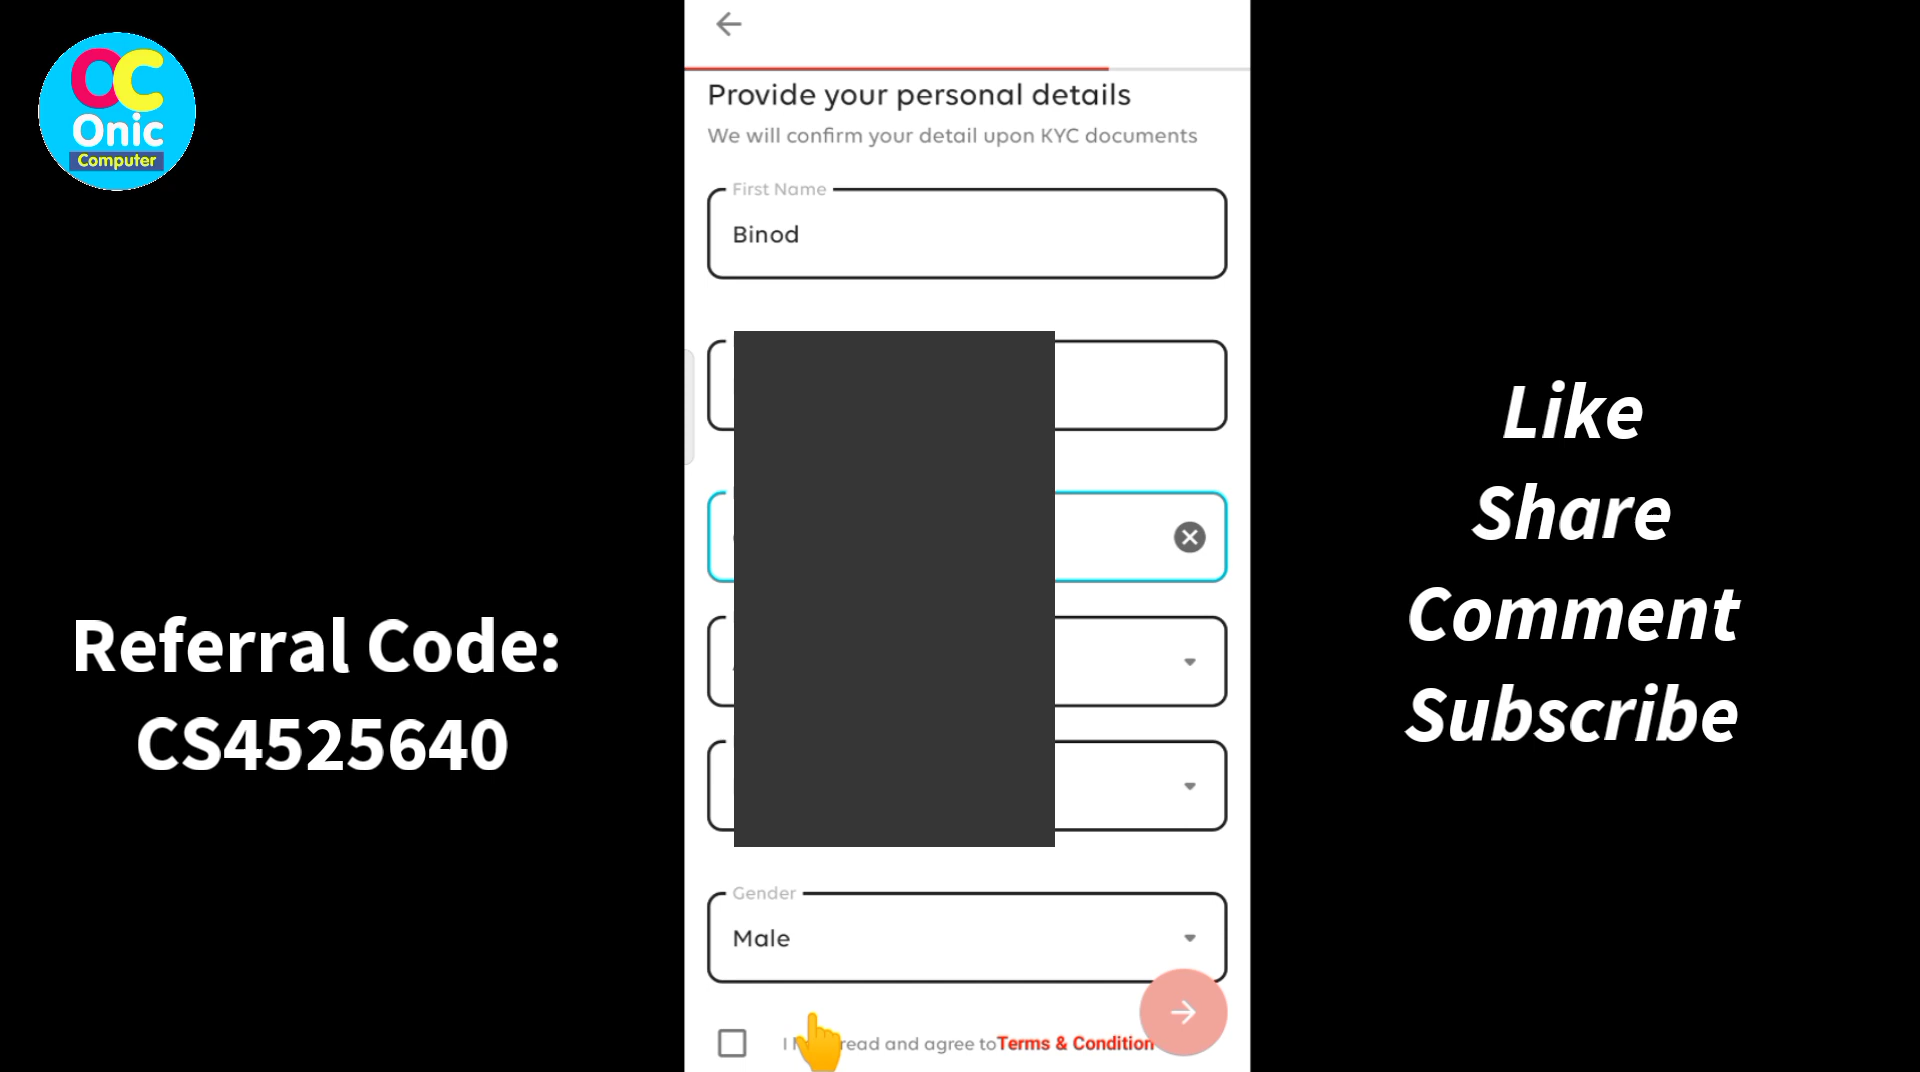 OC
Onic
Computer
Referral Code:
CS4525640
Provide your personal details
We will confirm your detail upon KYC documents
First Name
Binod
Gender
Male
I read and agree to Terms & Condition
Like
Share
Comment
Subscribe